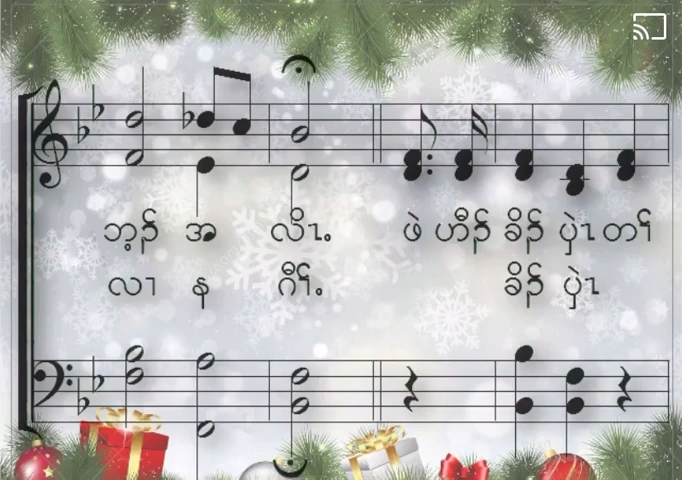 ဘ့ၣ် အ လိၤႉ ဖဲ ဟီၣ် ခိၣ် ပှဲၤ တၢ်
လၢ န ဂီၢ်ႉ ခိၣ် ပှဲၤ